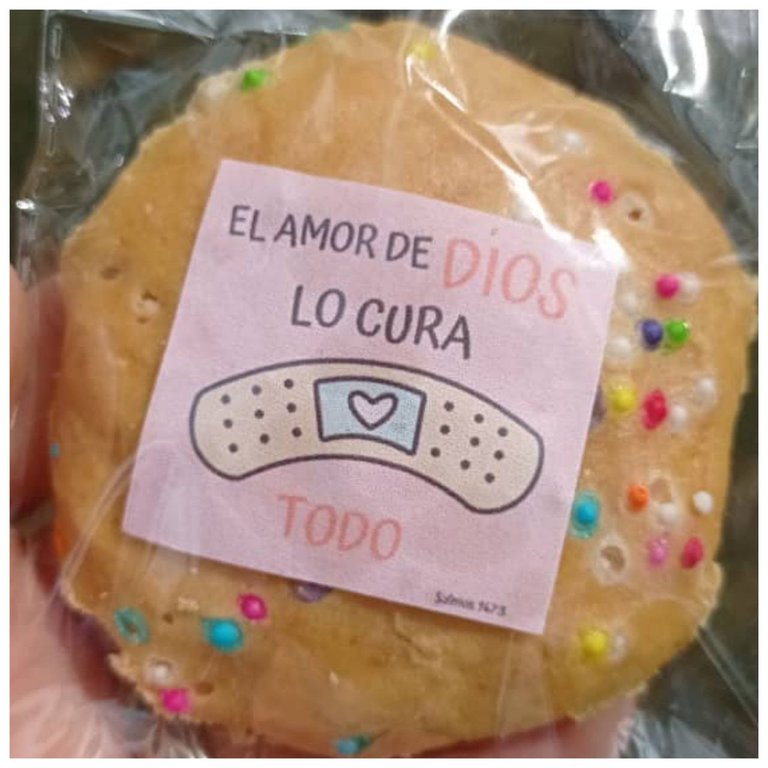 EL AMOR DE DIOS
LO CURA
TODO
Salmos 147:3